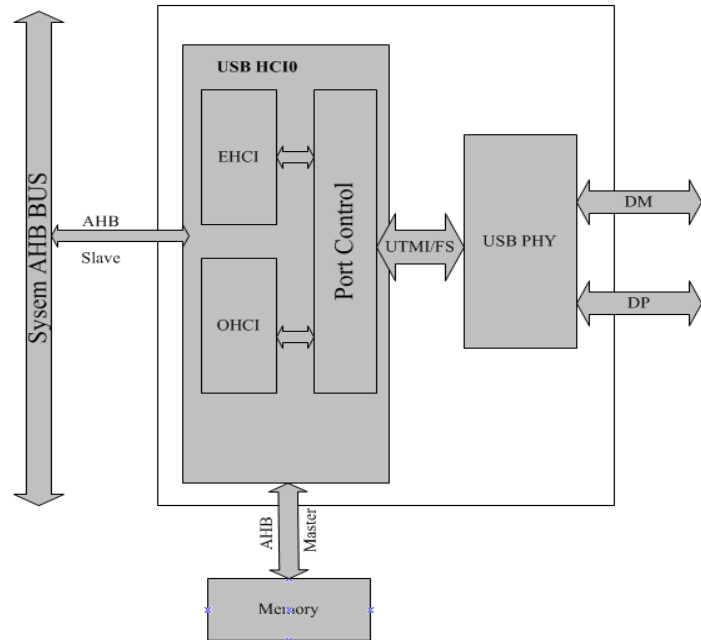 USB HCI0
EHCI
OHCI
Port Control
Sysem AHB BUS
AHB
Slave
UTMI/FS
USB PHY
DM
DP
AHB
Master
Memory